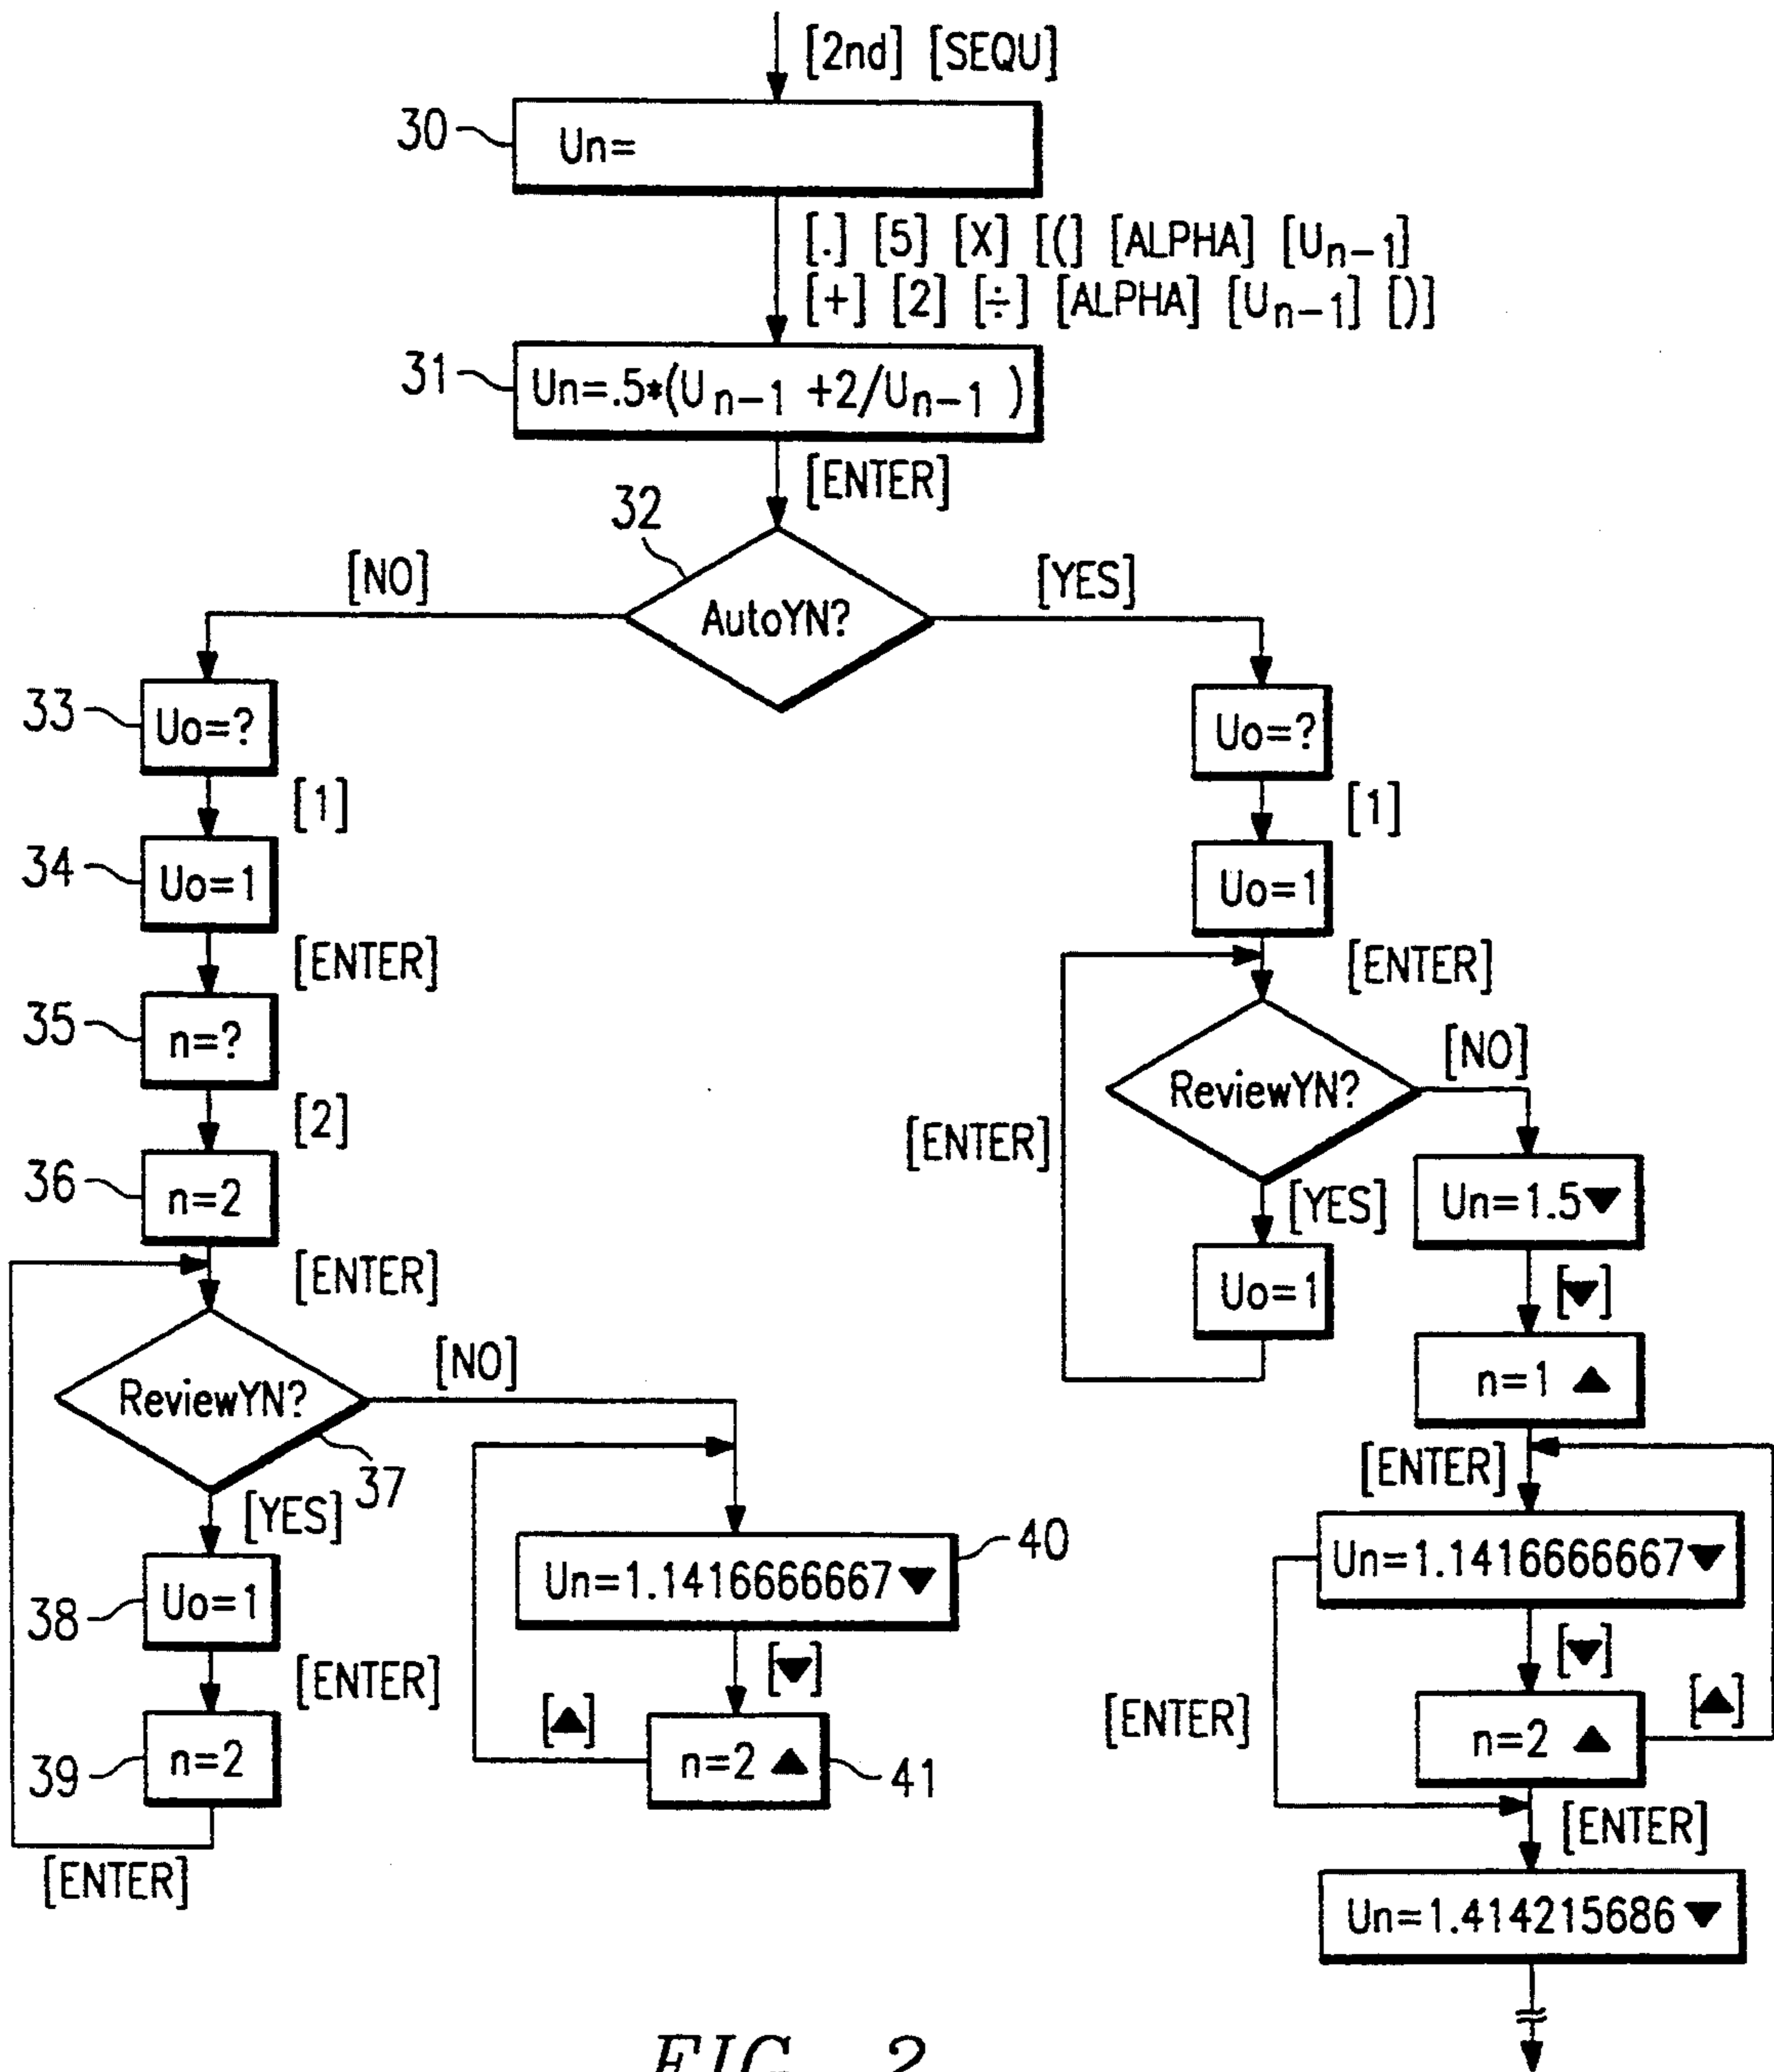 [2nd] [SEQU]
30
Un=
[.] [5] [X] [(] [ALPHA] [Un-1]
[+] [2] [÷] [ALPHA] [Un-1] [)]
31
Un=.5*(Un-1 +2/Un-1 )
[ENTER]
32
AutoYN?
[NO]
33
Uo=?
[1]
34
Uo=1
[ENTER]
35
n=?
[2]
36
n=2
[ENTER]
ReviewYN?
37
[YES]
38
Uo=1
[ENTER]
39
n=2
[ENTER]
[NO]
Un=1.1416666667▼
40
[▼]
n=2 ▲
41
[▲]
[YES]
Uo=?
[1]
Uo=1
[ENTER]
ReviewYN?
[YES]
Uo=1
[ENTER]
[NO]
Un=1.5▼
[▼]
n=1 ▲
[ENTER]
Un=1.1416666667▼
[▼]
n=2 ▲
[▲]
[ENTER]
[ENTER]
Un=1.414215686▼
FIG. 2